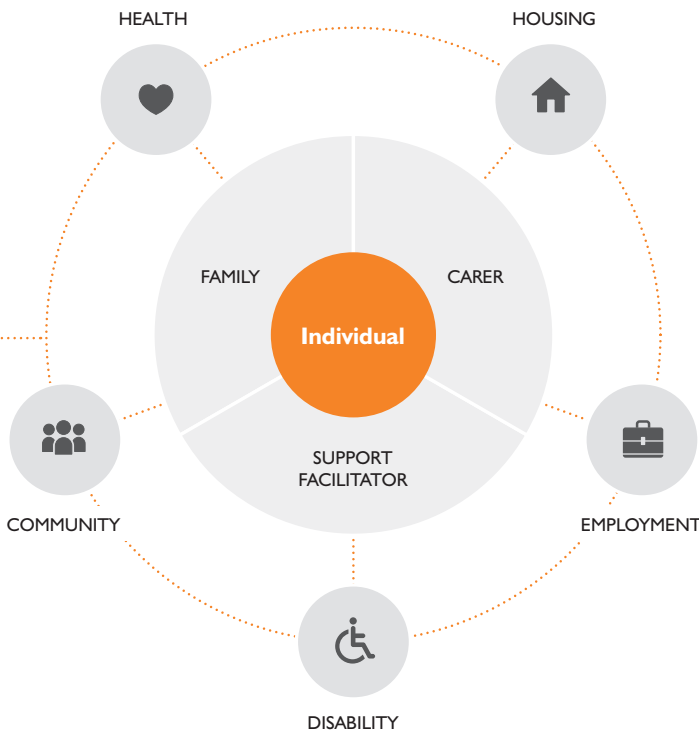 HEALTH
HOUSING
FAMILY
CARER
Individual
SUPPORT
FACILITATOR
COMMUNITY
EMPLOYMENT
DISABILITY